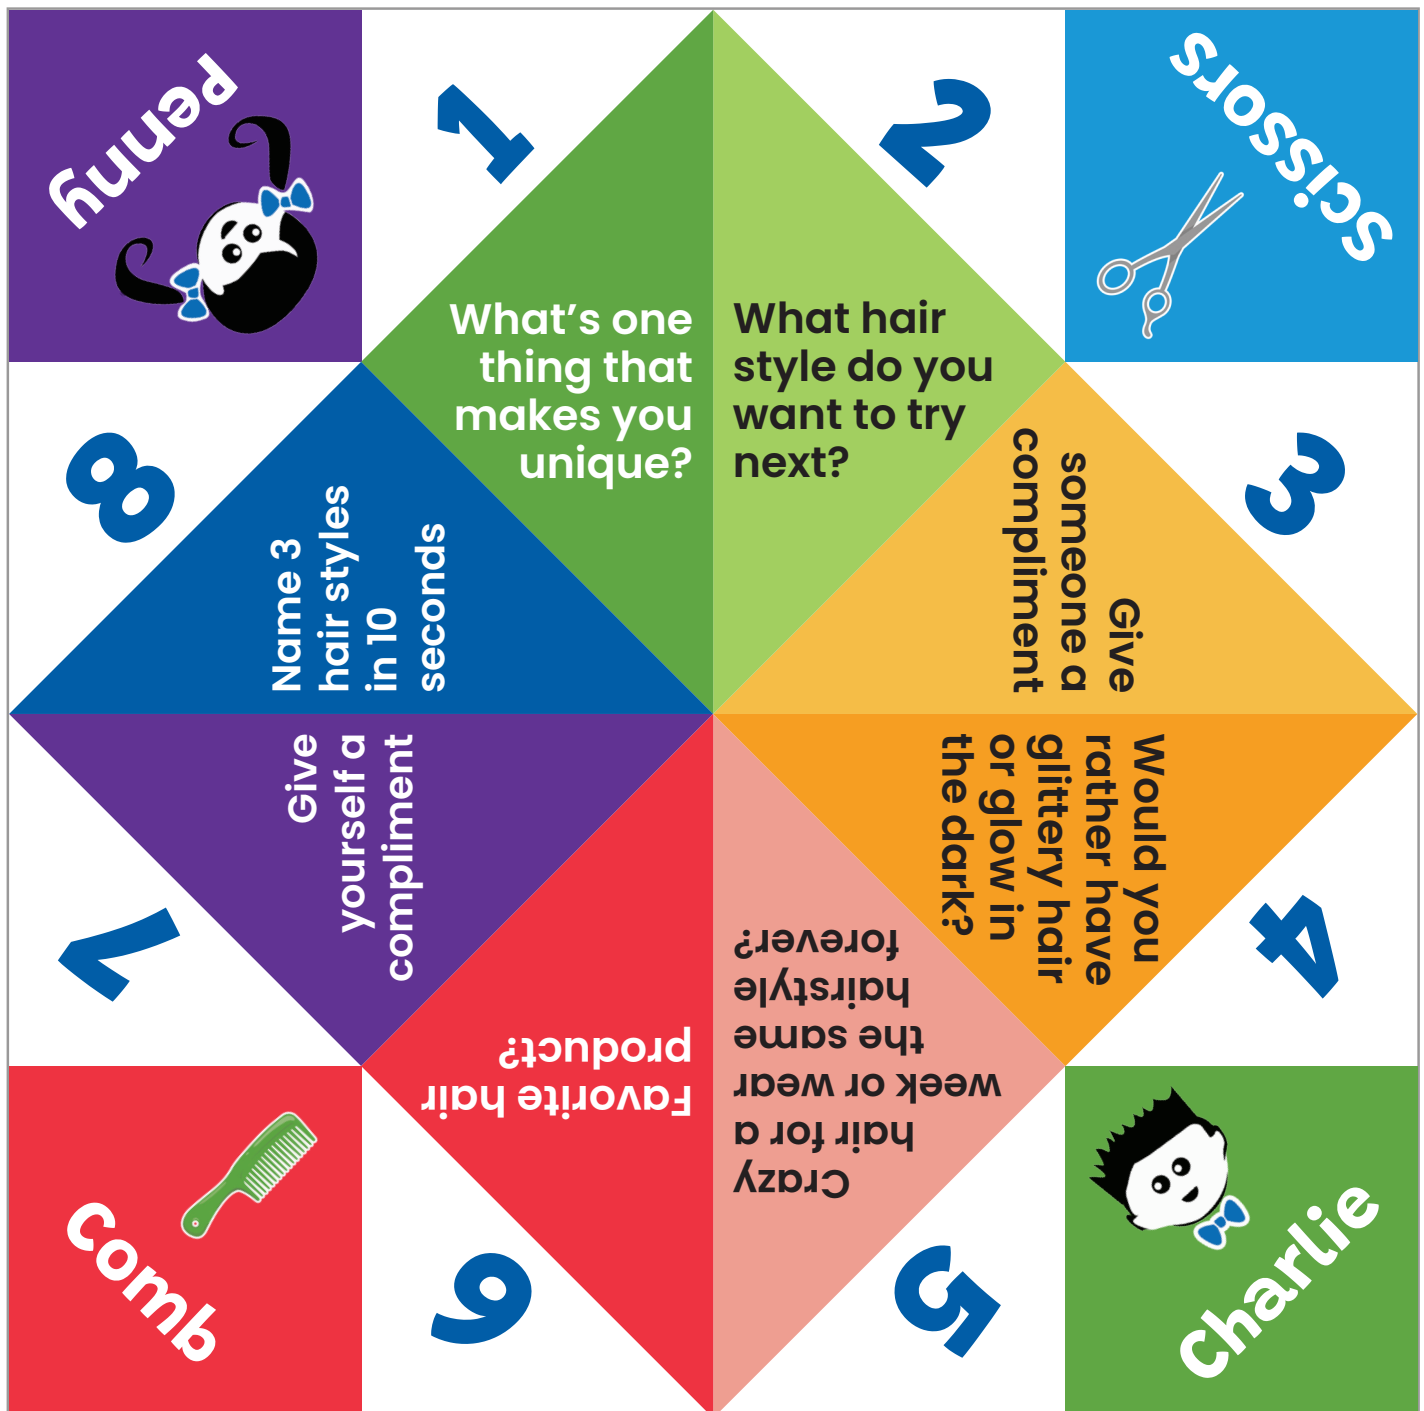 Penny
1
2
Scissors
What's one
thing that
makes you
unique?
What hair
style do you
want to try
next?
3
Give
someone a
compliment
4
Would you
rather have
glittery hair
or glow in
the dark?
Charlie
5
Crazy
hair for a
week or wear
the same
hairstyle
forever?
6
Favorite hair
product?
Comb
7
Give
yourself a
compliment
8
Name 3
hair styles
in 10
seconds